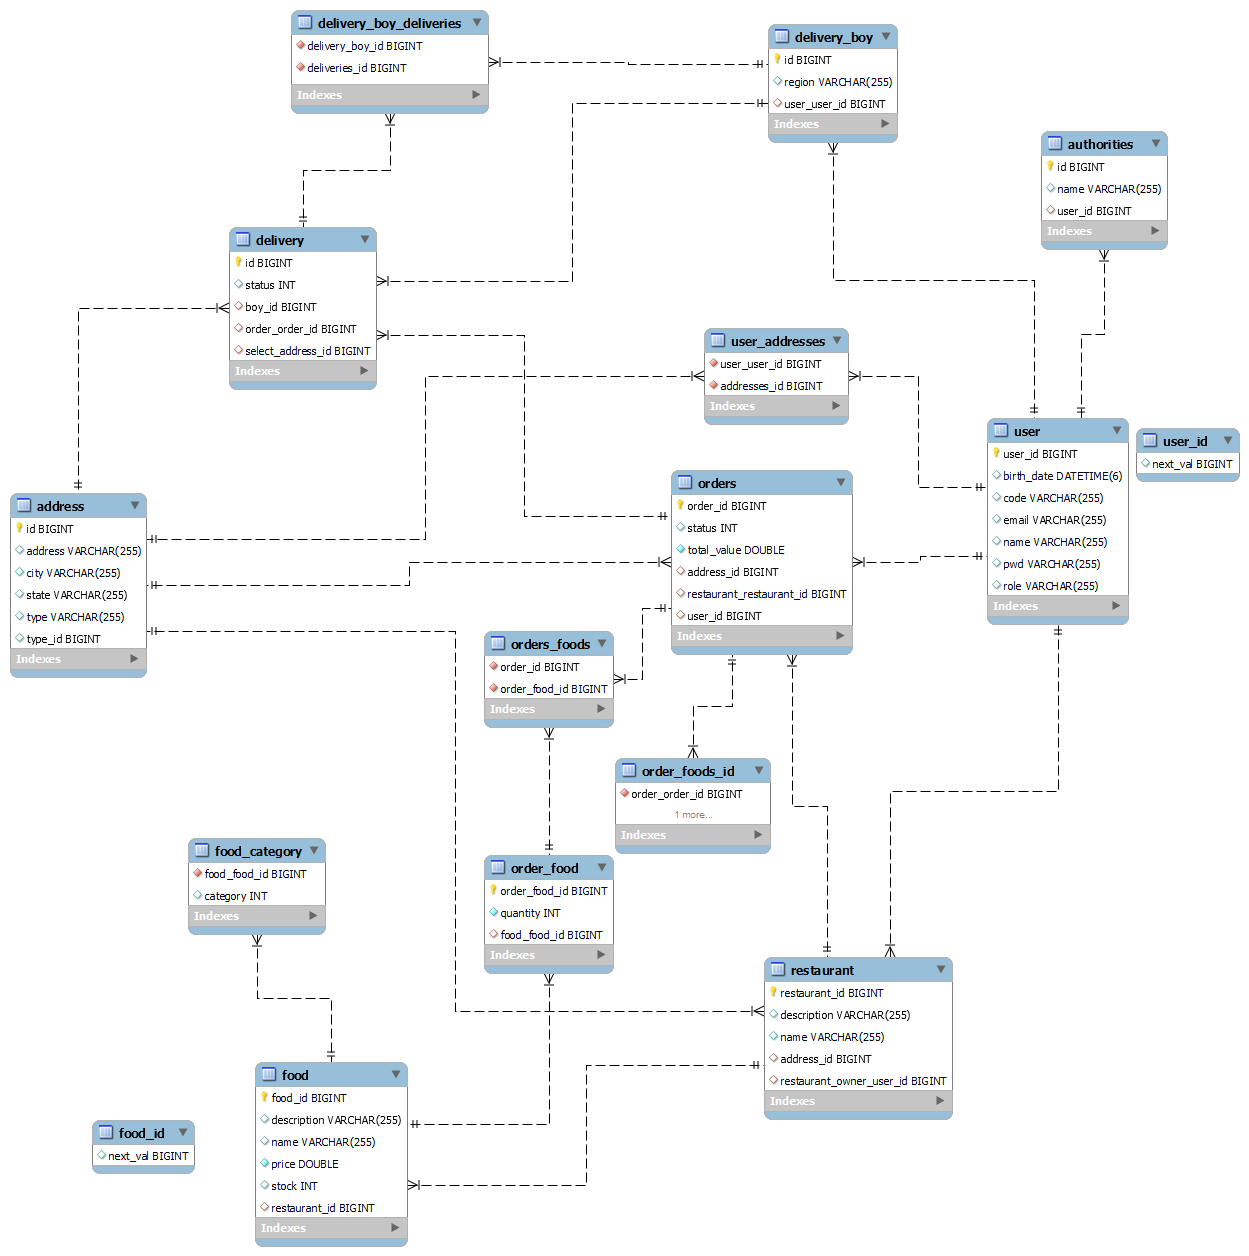 delivery_boy_deliveries
delivery_boy_id BIGINT
deliveries_id BIGINT
Indexes
delivery_boy
id BIGINT
region VARCHAR(255)
user_user_id BIGINT
Indexes
authorities
id BIGINT
name VARCHAR(255)
user_id BIGINT
Indexes
delivery
id BIGINT
status INT
boy_id BIGINT
order_order_id BIGINT
select_address_id BIGINT
Indexes
user_addresses
user_user_id BIGINT
addresses_id BIGINT
Indexes
user
user_id BIGINT
birth_date DATETIME(6)
code VARCHAR(255)
email VARCHAR(255)
name VARCHAR(255)
pwd VARCHAR(255)
role VARCHAR(255)
Indexes
user_id
next_val BIGINT
address
id BIGINT
address VARCHAR(255)
city VARCHAR(255)
state VARCHAR(255)
type VARCHAR(255)
type_id BIGINT
Indexes
orders
order_id BIGINT
status INT
total_value DOUBLE
address_id BIGINT
restaurant_restaurant_id BIGINT
user_id BIGINT
Indexes
orders_foods
order_id BIGINT
order_food_id BIGINT
Indexes
order_foods_id
order_order_id BIGINT
1 more...
Indexes
food_category
food_food_id BIGINT
category INT
Indexes
order_food
order_food_id BIGINT
quantity INT
food_food_id BIGINT
Indexes
restaurant
restaurant_id BIGINT
description VARCHAR(255)
name VARCHAR(255)
address_id BIGINT
restaurant_owner_user_id BIGINT
Indexes
food
food_id BIGINT
description VARCHAR(255)
name VARCHAR(255)
price DOUBLE
stock INT
restaurant_id BIGINT
Indexes
food_id
next_val BIGINT